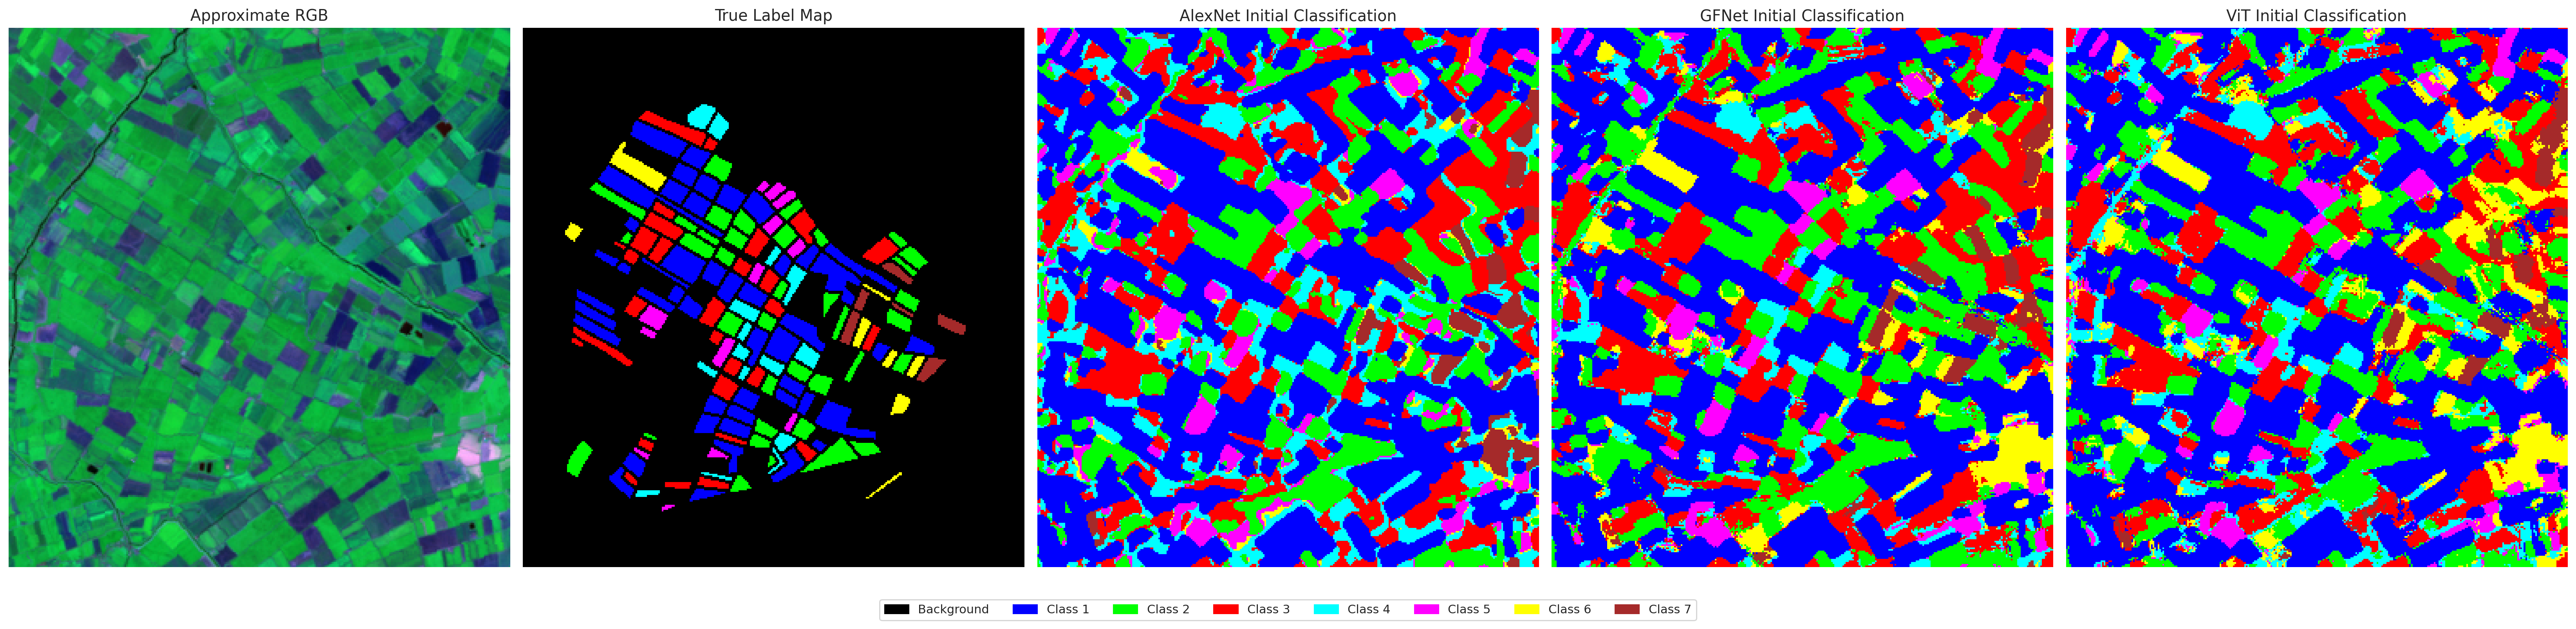 Approximate RGB
True Label Map
AlexNet Initial Classification
GFNet Initial Classification
ViT Initial Classification
Background Class 1 Class 2 Class 3 Class 4 Class 5 Class 6 Class 7